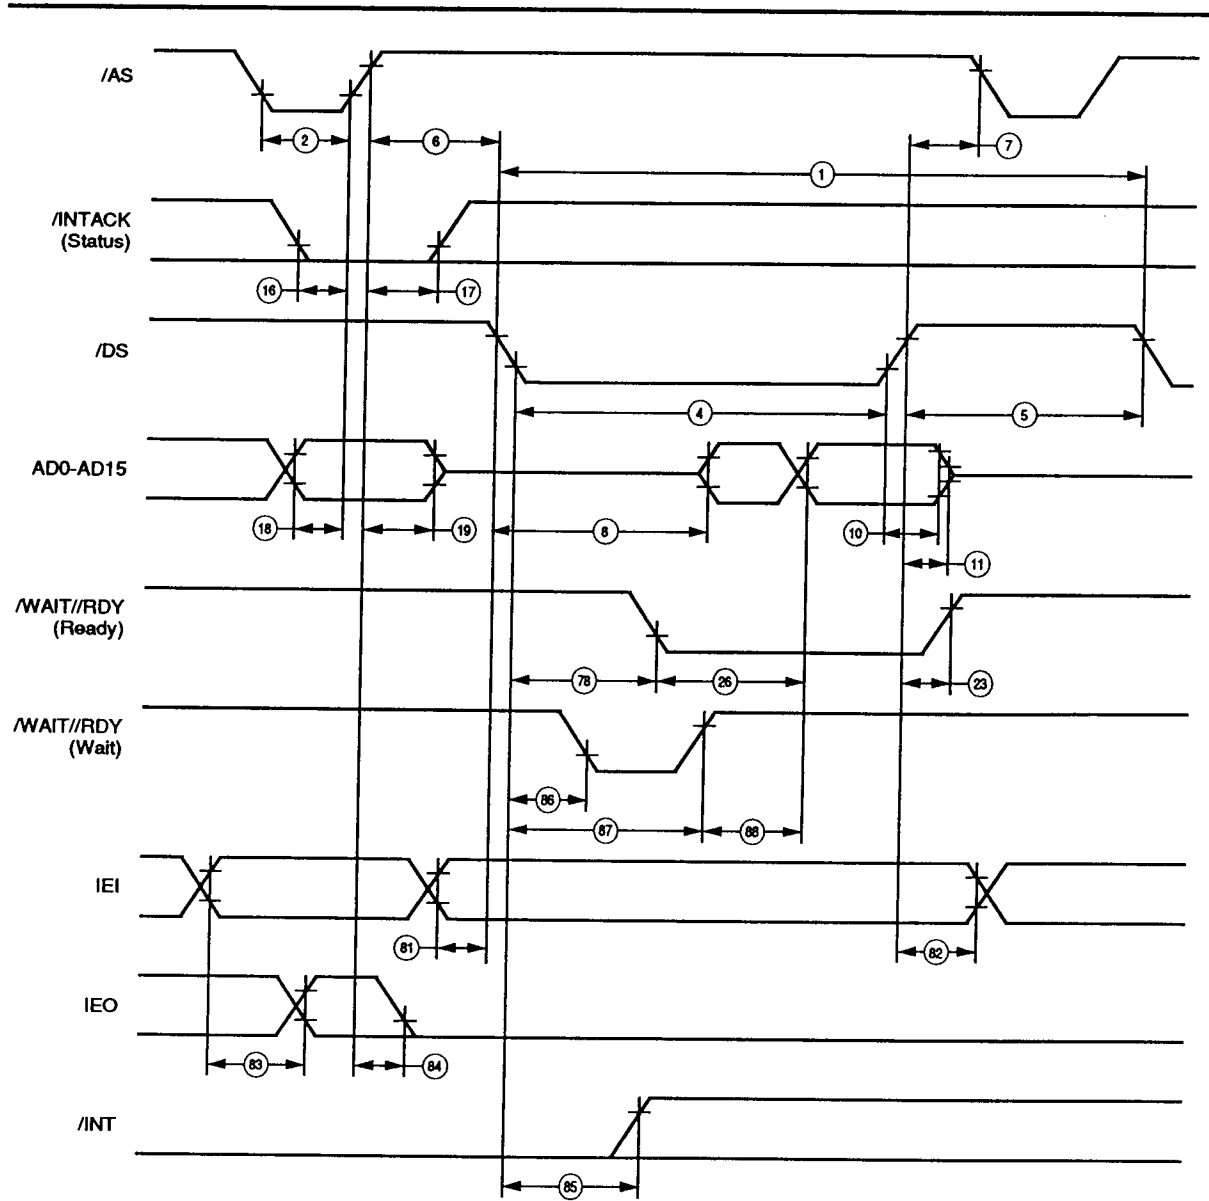 /AS
2
6
7
1
/INTACK
(Status)
16
17
/DS
4
5
AD0-AD15
18
19
8
10
11
/WAIT//RDY
(Ready)
78
26
23
/WAIT//RDY
(Wait)
86
87
88
IEI
81
82
IEO
83
84
/INT
85